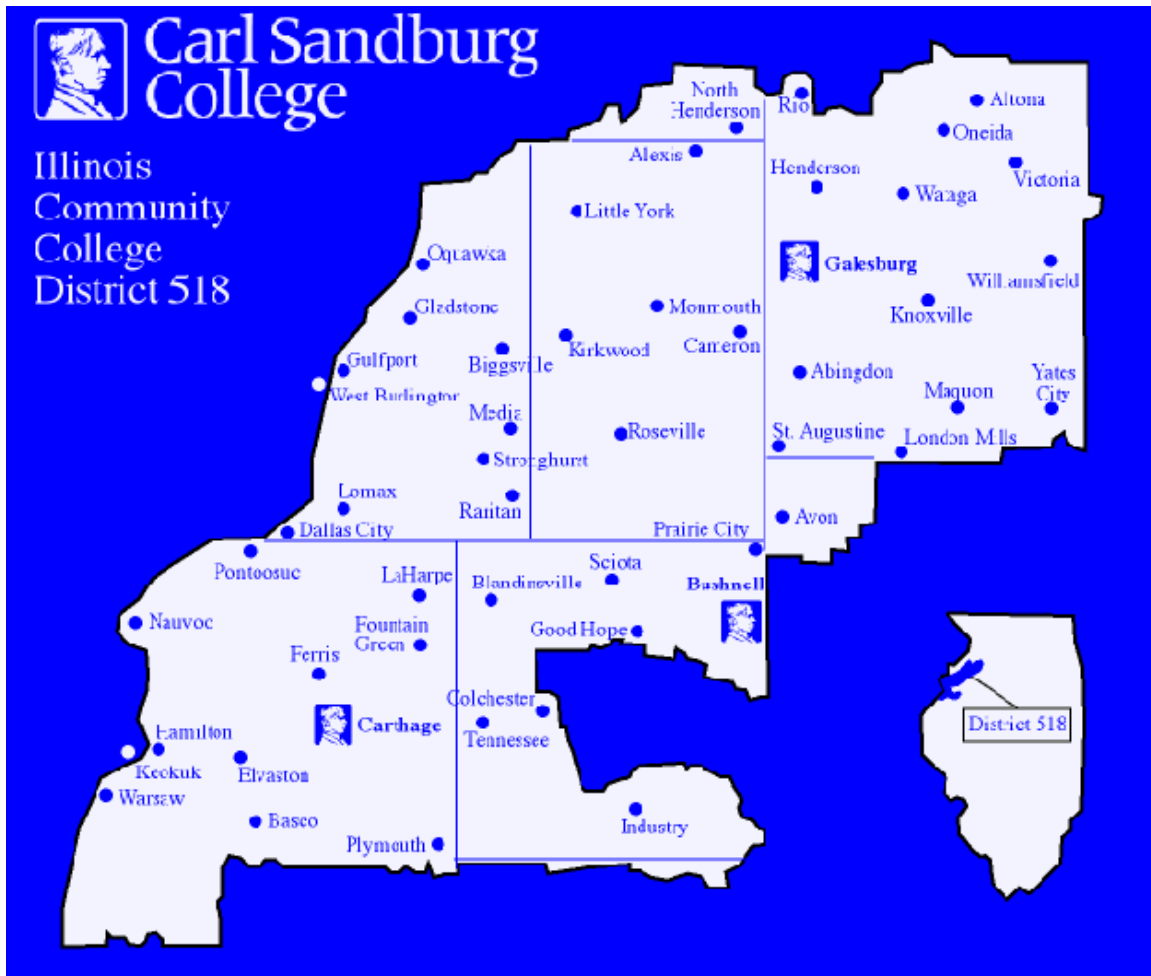 Carl Sandburg
College
Illinois
Community
College
District 518
North
Henderson
Rio
Altona
Oneida
Alexis
Henderson
Victoria
Wataga
Little York
Oquawka
Galesburg
Williamsfield
Gladstone
Monmouth
Knoxville
Kirkwood
Cameron
Gulfport
Biggsville
West Burlington
Abingdon
Yates
City
Maquon
Media
Roseville
St. Augustine
London Mills
Stronghurst
Lomax
Raritan
Avon
Dallas City
Prairie City
Pontoosuc
LaHarpe
Sciota
Blandinsville
Bushnell
Nauvoo
Fountain
Green
Good Hope
Ferris
Colchester
Carthage
Tennessee
District 518
Hamilton
Keokuk
Elvaston
Warsaw
Basco
Industry
Plymouth